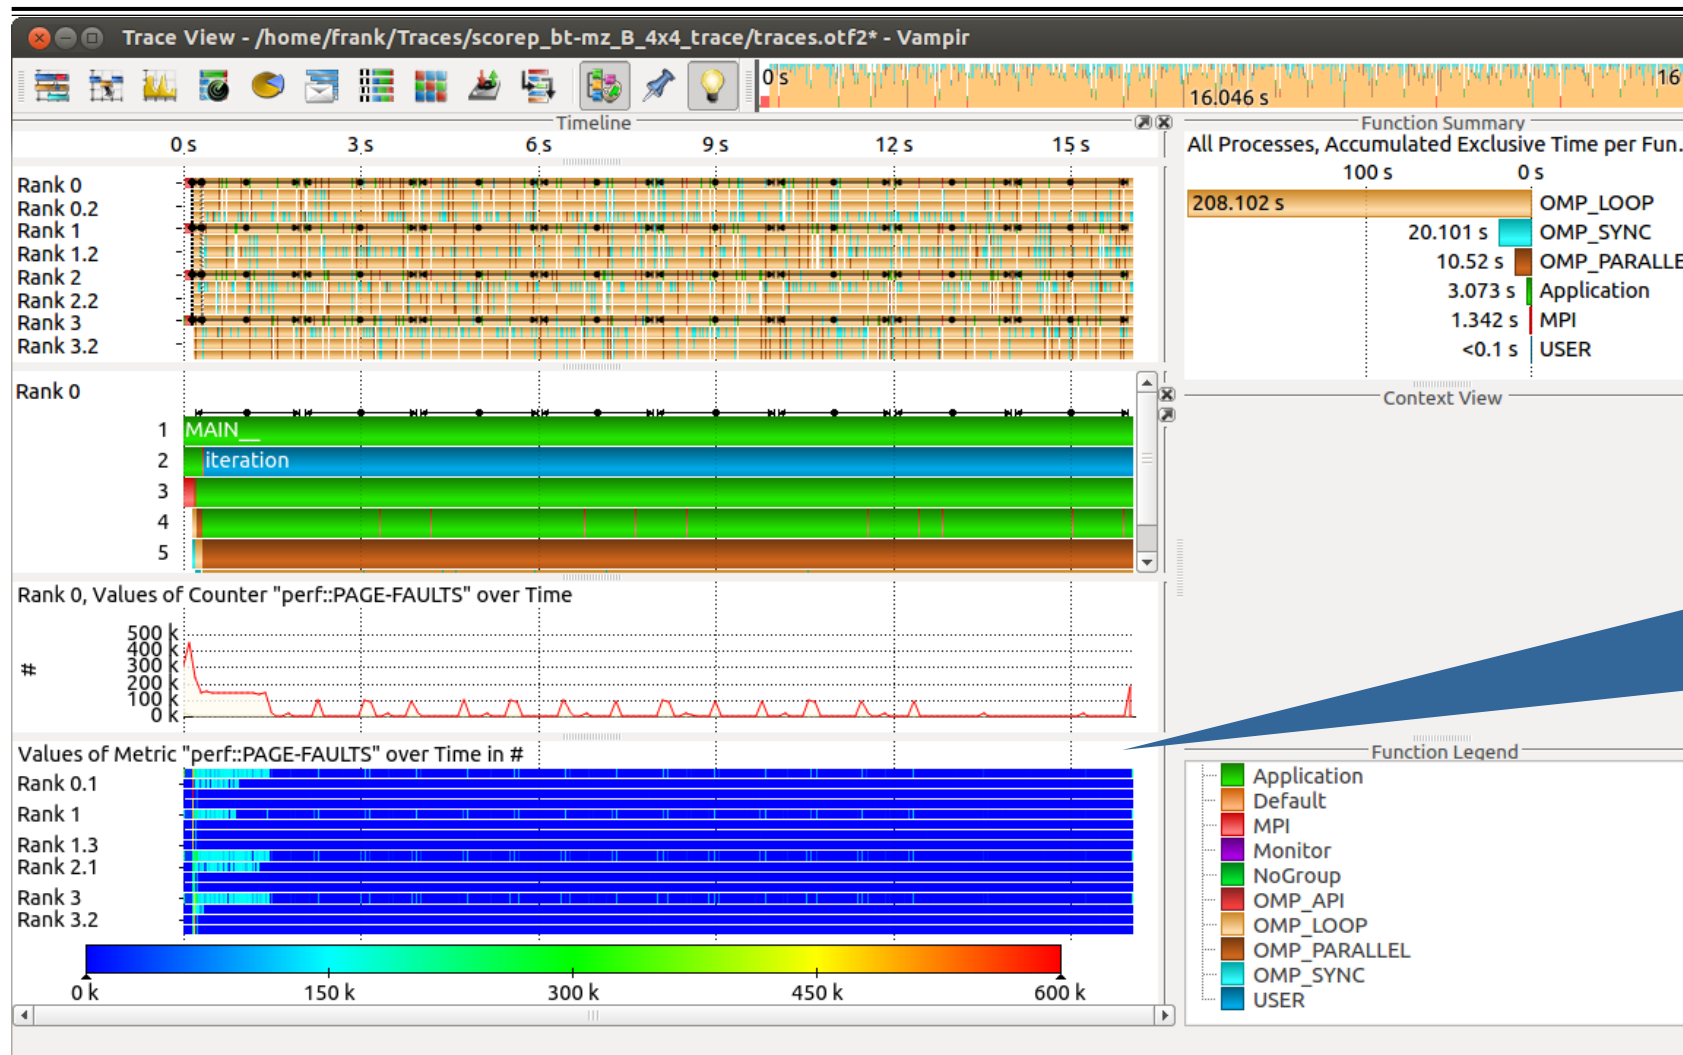 Trace View - /home/frank/Traces/scorep_bt-mz_B_4x4_trace/traces.otf2* - Vampir
0 s
16.046 s
16
Timeline
0 s 3 s 6 s 9 s 12 s 15 s
Rank 0
Rank 0.2
Rank 1
Rank 1.2
Rank 2
Rank 2.2
Rank 3
Rank 3.2
Rank 0
1 MAIN__
2 iteration
3
4
5
Rank 0, Values of Counter "perf::PAGE-FAULTS" over Time
500 k
400 k
300 k
200 k
100 k
0 k
#
Values of Metric "perf::PAGE-FAULTS" over Time in #
Rank 0.1
Rank 1
Rank 1.3
Rank 2.1
Rank 3
Rank 3.2
0 k 150 k 300 k 450 k 600 k
Function Summary
All Processes, Accumulated Exclusive Time per Fun.
100 s 0 s
208.102 s OMP_LOOP
20.101 s OMP_SYNC
10.52 s OMP_PARALLE
3.073 s Application
1.342 s MPI
<0.1 s USER
Context View
Function Legend
Application
Default
MPI
Monitor
NoGroup
OMP_API
OMP_LOOP
OMP_PARALLEL
OMP_SYNC
USER